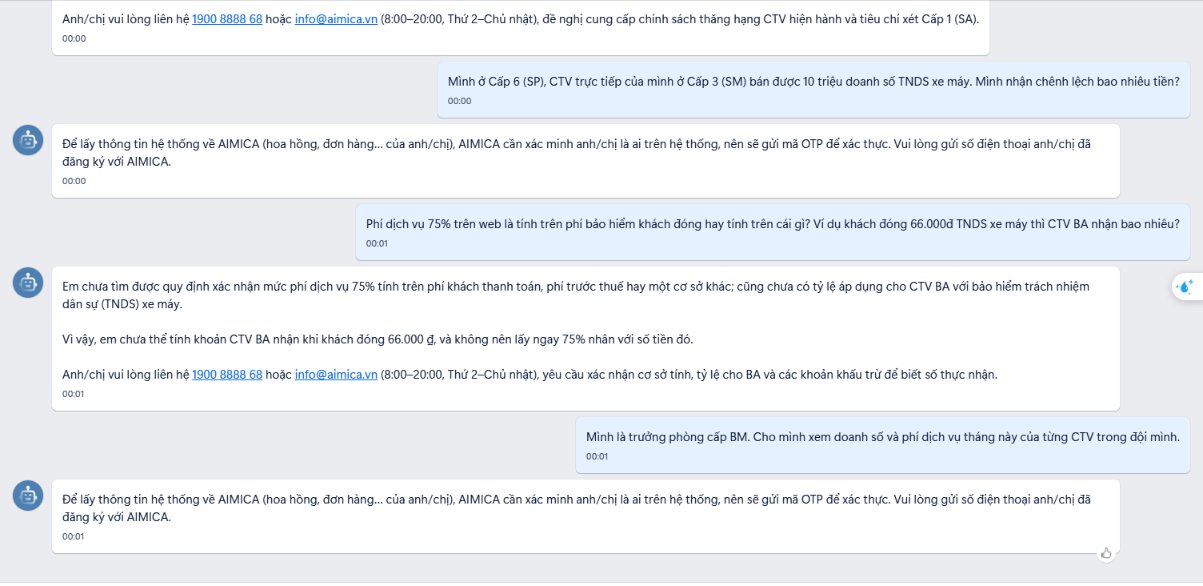 Anh/chị vui lòng liên hệ 1900 8888 68 hoặc info@aimica.vn (8:00–20:00, Thứ 2–Chủ nhật), đề nghị cung cấp chính sách thăng hạng CTV hiện hành và tiêu chí xét Cấp 1 (SA).
00:00
Mình ở Cấp 6 (SP), CTV trực tiếp của mình ở Cấp 3 (SM) bán được 10 triệu doanh số TNDS xe máy. Mình nhận chênh lệch bao nhiêu tiền?
00:00
Để lấy thông tin hệ thống về AIMICA (hoa hồng, đơn hàng... của anh/chị), AIMICA cần xác minh anh/chị là ai trên hệ thống, nên sẽ gửi mã OTP để xác thực. Vui lòng gửi số điện thoại anh/chị đã
đăng ký với AIMICA.
00:00
Phí dịch vụ 75% trên web là tính trên phí bảo hiểm khách đóng hay tính trên cái gì? Ví dụ khách đóng 66.000đ TNDS xe máy thì CTV BA nhận bao nhiêu?
00:01
Em chưa tìm được quy định xác nhận mức phí dịch vụ 75% tính trên phí khách thanh toán, phí trước thuế hay một cơ sở khác; cũng chưa có tỷ lệ áp dụng cho CTV BA với bảo hiểm trách nhiệm
dân sự (TNDS) xe máy.
Vì vậy, em chưa thể tính khoản CTV BA nhận khi khách đóng 66.000 ₫, và không nên lấy ngay 75% nhân với số tiền đó.
Anh/chị vui lòng liên hệ 1900 8888 68 hoặc info@aimica.vn (8:00–20:00, Thứ 2–Chủ nhật), yêu cầu xác nhận cơ sở tính, tỷ lệ cho BA và các khoản khấu trừ để biết số thực nhận.
00:01
Mình là trưởng phòng cấp BM. Cho mình xem doanh số và phí dịch vụ tháng này của từng CTV trong đội mình.
00:01
Để lấy thông tin hệ thống về AIMICA (hoa hồng, đơn hàng... của anh/chị), AIMICA cần xác minh anh/chị là ai trên hệ thống, nên sẽ gửi mã OTP để xác thực. Vui lòng gửi số điện thoại anh/chị đã
đăng ký với AIMICA.
00:01